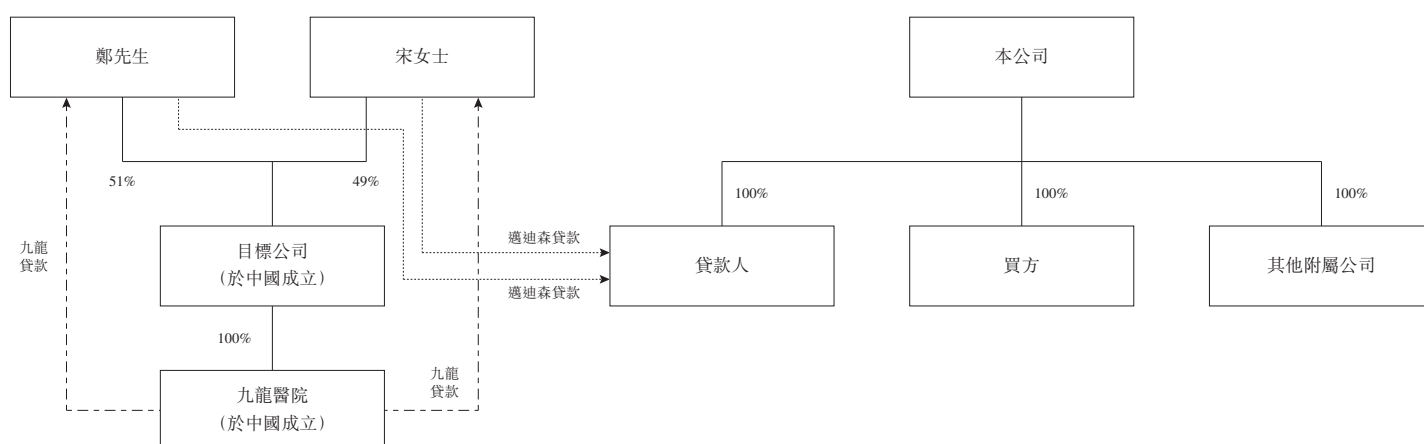 鄭先生
宋女士
本公司
51%
49%
100%
100%
100%
九龍
貸款
目標公司
(於中國成立)
邁迪森貸款
邁迪森貸款
貸款人
買方
其他附屬公司
100%
九龍醫院
(於中國成立)
九龍
貸款